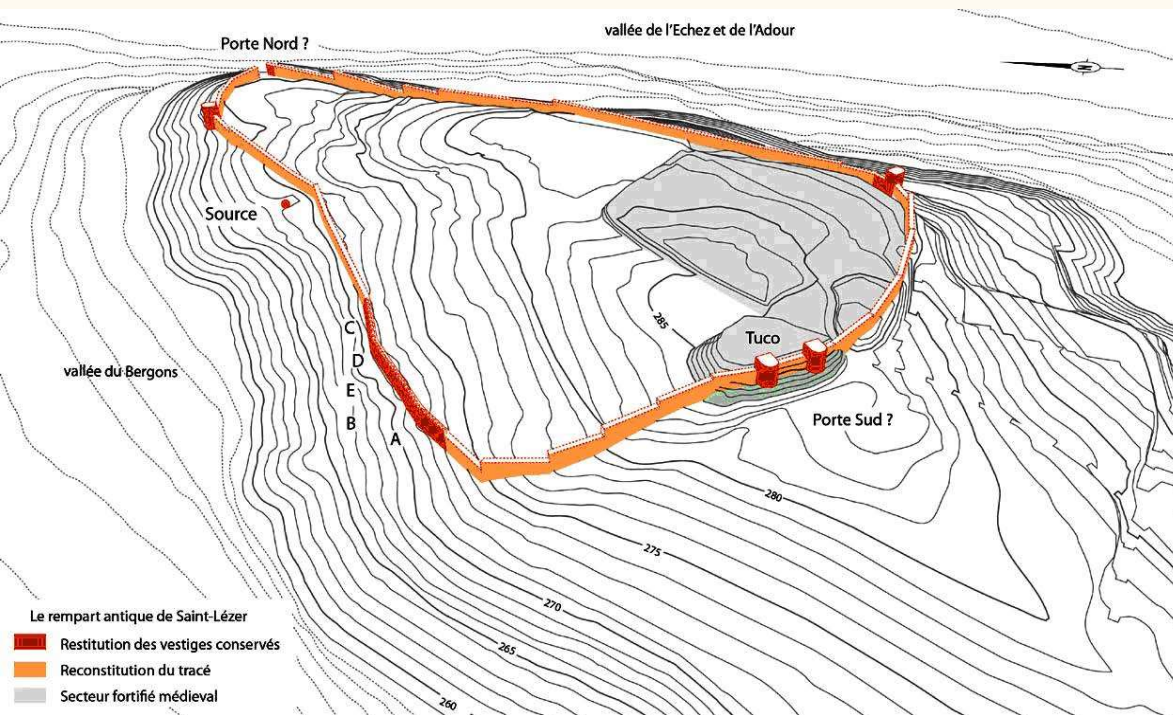 vallée de l'Echez et de l'Adour
Porte Nord ?
N
Source
C
D
E
B
A
vallée du Bergons
285
Tuco
Porte Sud ?
280
275
270
265
260
Le rempart antique de Saint-Lézer
Restitution des vestiges conservés
Reconstitution du tracé
Secteur fortifié médieval